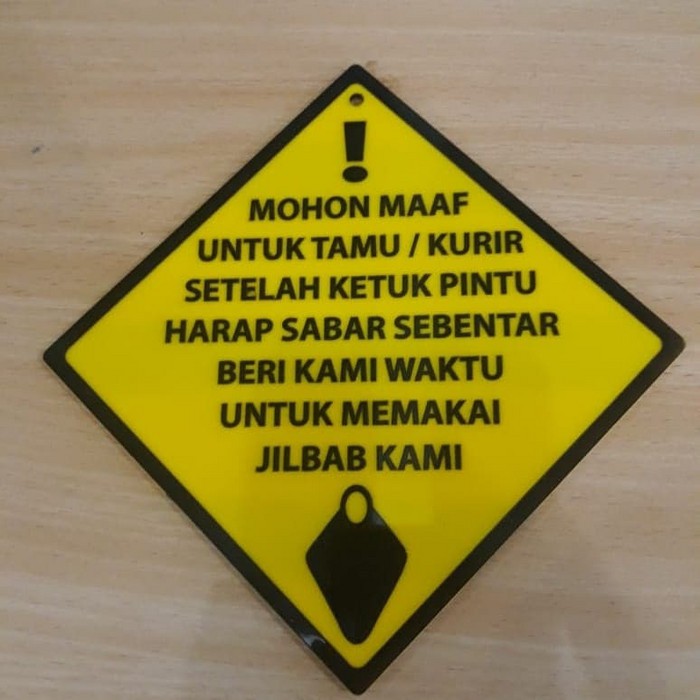 !
MOHON MAAF
UNTUK TAMU / KURIR
SETELAH KETUK PINTU
HARAP SABAR SEBENTAR
BERI KAMI WAKTU
UNTUK MEMAKAI
JILBAB KAMI